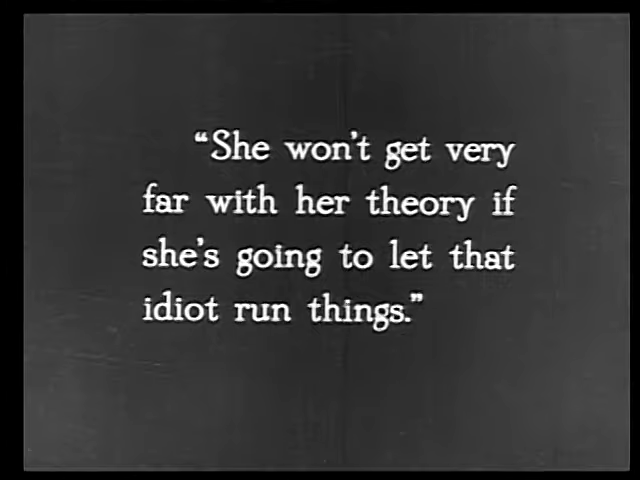 “She won't get very
far with her theory if
she's going to let that
idiot run things.”